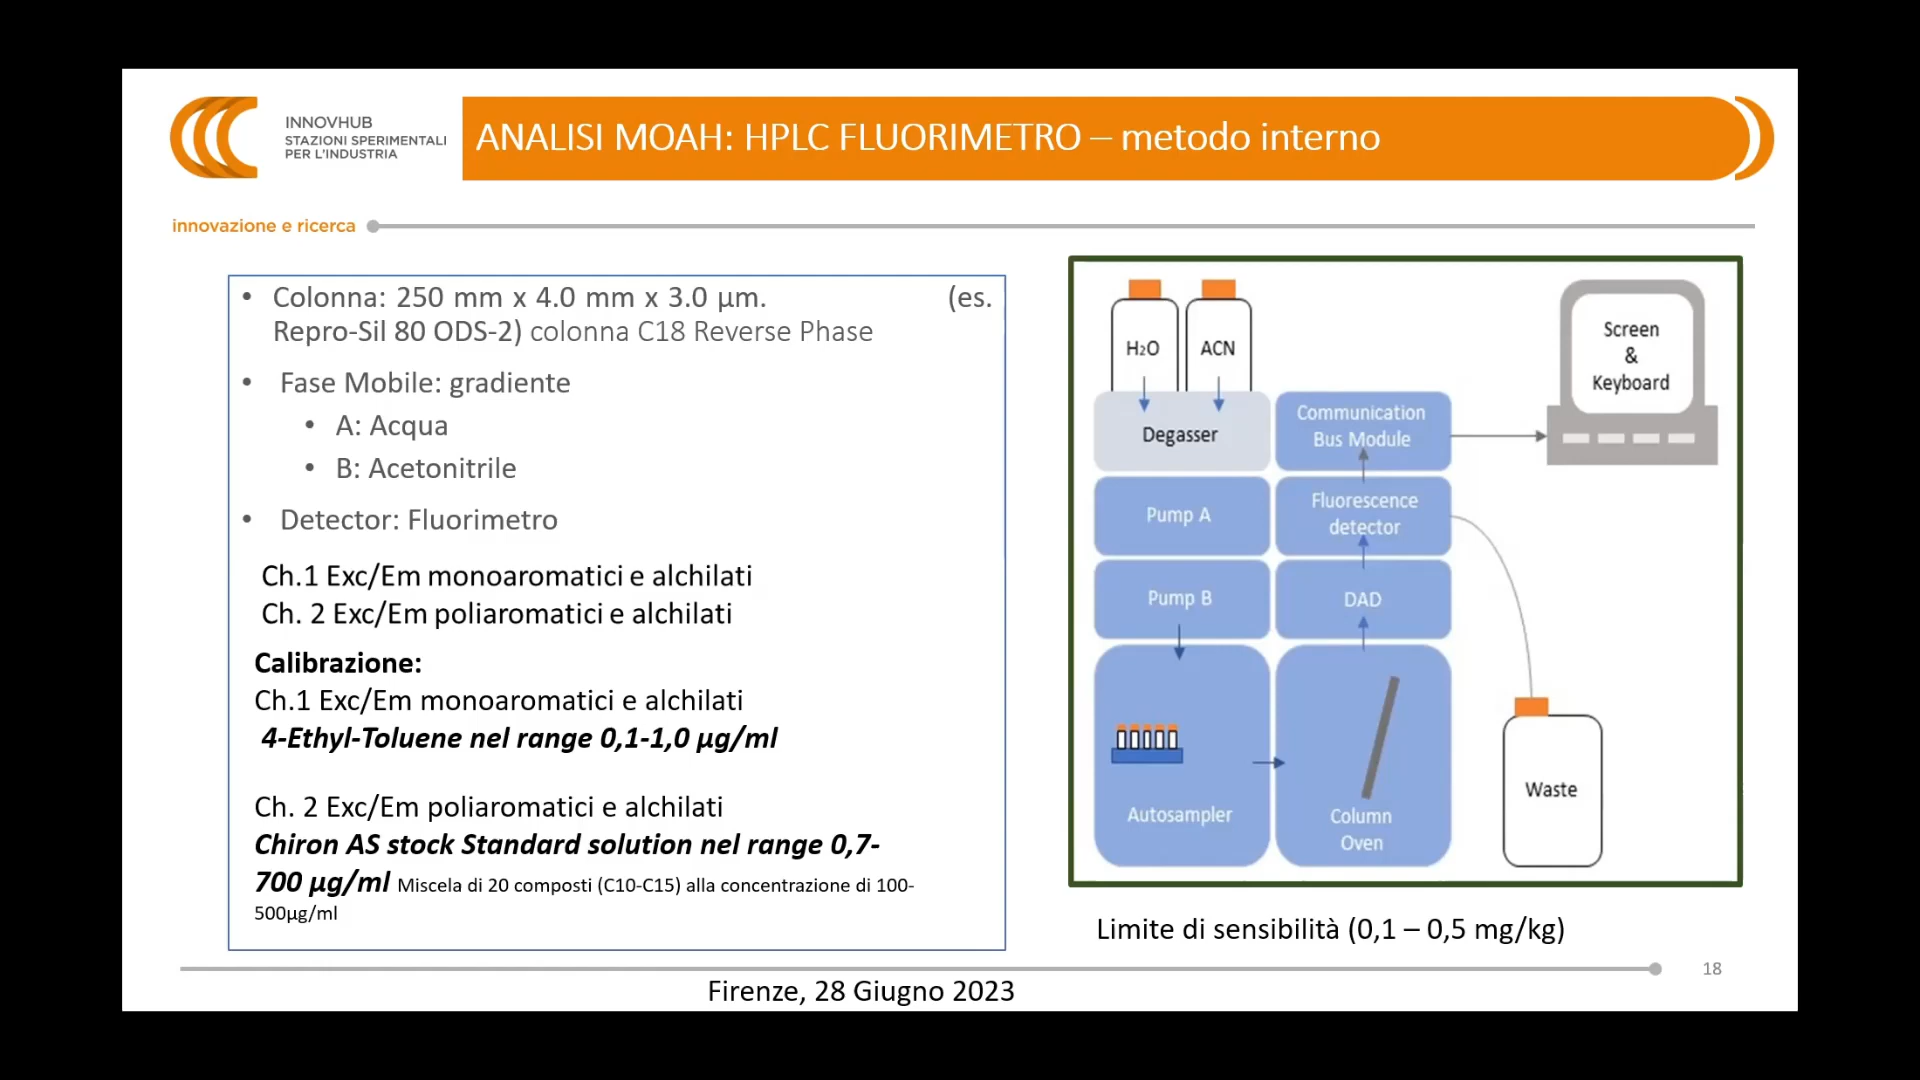 INNOVHUB
STAZIONI SPERIMENTALI
PER L'INDUSTRIA
ANALISI MOAH: HPLC FLUORIMETRO – metodo interno
innovazione e ricerca
• Colonna: 250 mm x 4.0 mm x 3.0 µm. (es.
Repro-Sil 80 ODS-2) colonna C18 Reverse Phase
• Fase Mobile: gradiente
• A: Acqua
• B: Acetonitrile
• Detector: Fluorimetro
Ch.1 Exc/Em monoaromatici e alchilati
Ch. 2 Exc/Em poliaromatici e alchilati
Calibrazione:
Ch.1 Exc/Em monoaromatici e alchilati
4-Ethyl-Toluene nel range 0,1-1,0 µg/ml
Ch. 2 Exc/Em poliaromatici e alchilati
Chiron AS stock Standard solution nel range 0,7-
700 µg/ml Miscela di 20 composti (C10-C15) alla concentrazione di 100-
500µg/ml
H₂O
ACN
Degasser
Pump A
Pump B
Autosampler
Communication
Bus Module
Fluorescence
detector
DAD
Column
Oven
Screen
&
Keyboard
Waste
Limite di sensibilità (0,1 – 0,5 mg/kg)
18
Firenze, 28 Giugno 2023